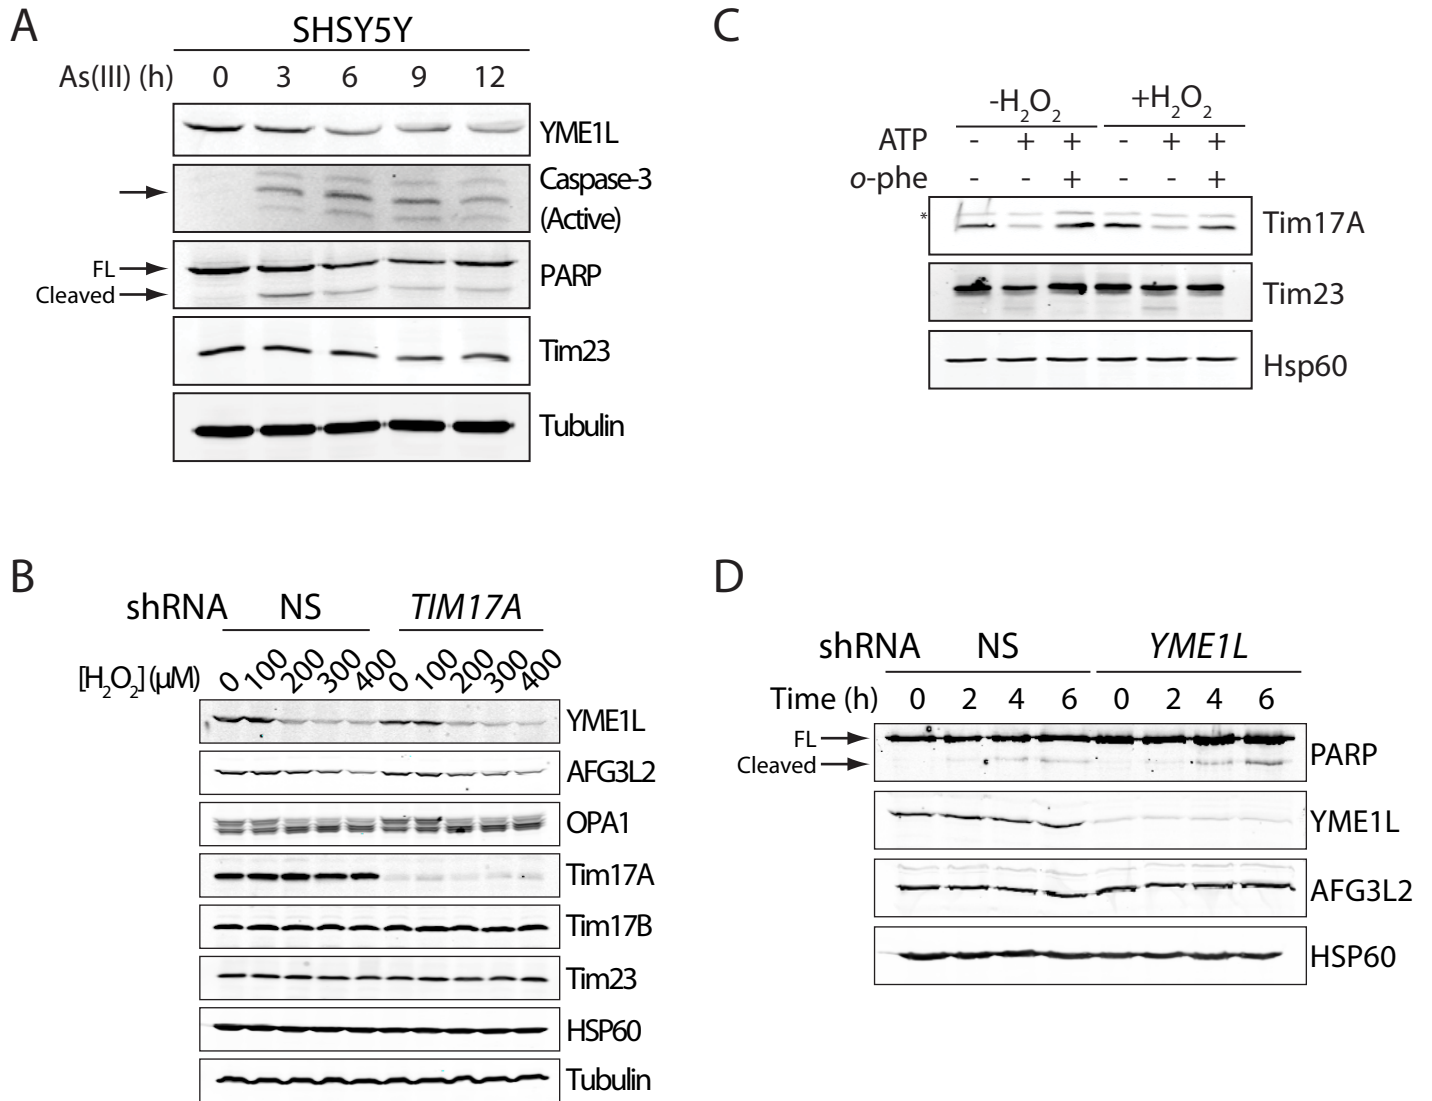 A
SHSY5Y
As(III) (h) 0 3 6 9 12
YME1L
Caspase-3
(Active)
FL
Cleaved
PARP
Tim23
Tubulin
C
-H2O2 +H2O2
ATP - + + - + +
o-phe - - + - - +
*
Tim17A
Tim23
Hsp60
B
shRNA NS TIM17A
[H2O2] (µM) 0 100 200 300 400 0 100 200 300 400
YME1L
AFG3L2
OPA1
Tim17A
Tim17B
Tim23
HSP60
Tubulin
D
shRNA NS YME1L
Time (h) 0 2 4 6 0 2 4 6
FL
Cleaved
PARP
YME1L
AFG3L2
HSP60